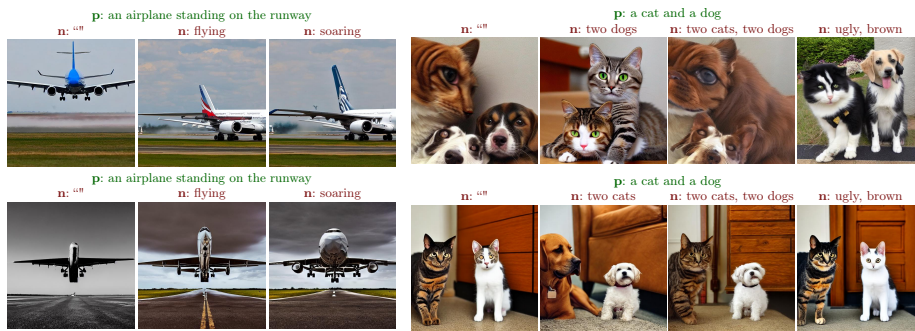 p: an airplane standing on the runway
n: “” n: flying n: soaring
p: a cat and a dog
n: “” n: two dogs n: two cats, two dogs n: ugly, brown
p: an airplane standing on the runway
n: “” n: flying n: soaring
p: a cat and a dog
n: “” n: two cats n: two cats, two dogs n: ugly, brown